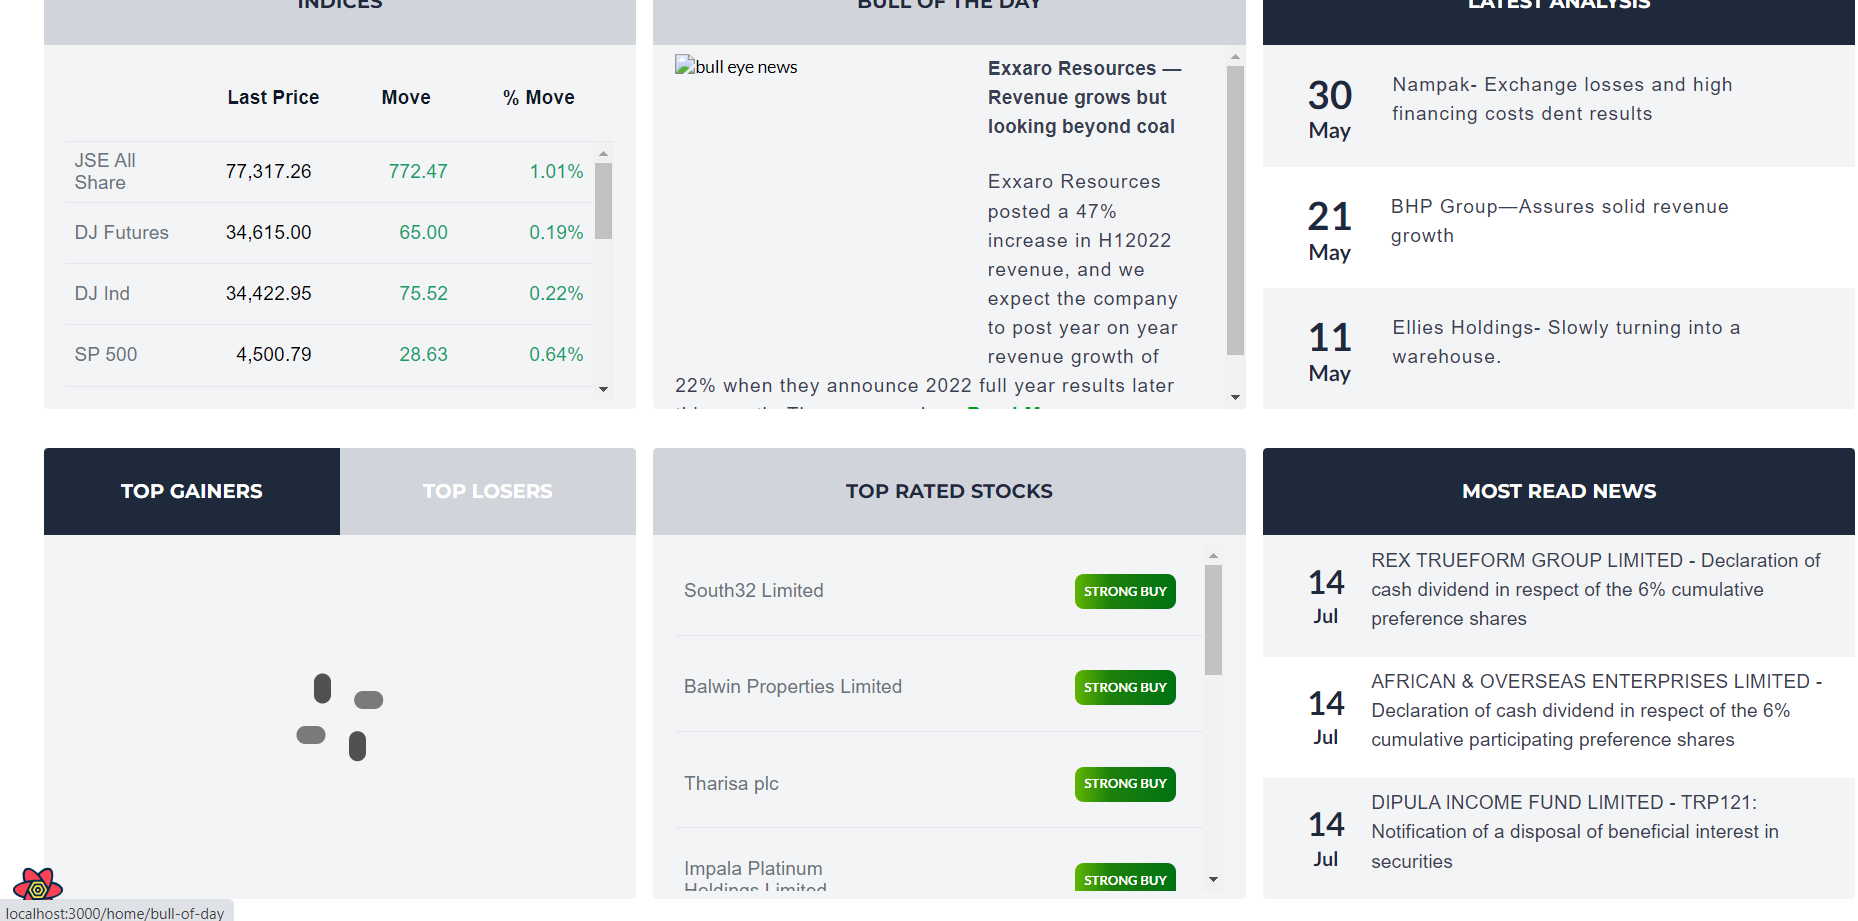 INDICES
Last Price Move % Move
JSE All
Share
77,317.26 772.47 1.01%
DJ Futures 34,615.00 65.00 0.19%
DJ Ind 34,422.95 75.52 0.22%
SP 500 4,500.79 28.63 0.64%
BULL OF THE DAY
bull eye news
Exxaro Resources —
Revenue grows but
looking beyond coal
Exxaro Resources
posted a 47%
increase in H12022
revenue, and we
expect the company
to post year on year
revenue growth of
22% when they announce 2022 full year results later
LATEST ANALYSIS
30
May
Nampak- Exchange losses and high
financing costs dent results
21
May
BHP Group—Assures solid revenue
growth
11
May
Ellies Holdings- Slowly turning into a
warehouse.
TOP GAINERS TOP LOSERS
TOP RATED STOCKS
South32 Limited STRONG BUY
Balwin Properties Limited STRONG BUY
Tharisa plc STRONG BUY
Impala Platinum
Holdings Limited
STRONG BUY
MOST READ NEWS
14
Jul
REX TRUEFORM GROUP LIMITED - Declaration of
cash dividend in respect of the 6% cumulative
preference shares
14
Jul
AFRICAN & OVERSEAS ENTERPRISES LIMITED -
Declaration of cash dividend in respect of the 6%
cumulative participating preference shares
14
Jul
DIPULA INCOME FUND LIMITED - TRP121:
Notification of a disposal of beneficial interest in
securities
localhost:3000/home/bull-of-day